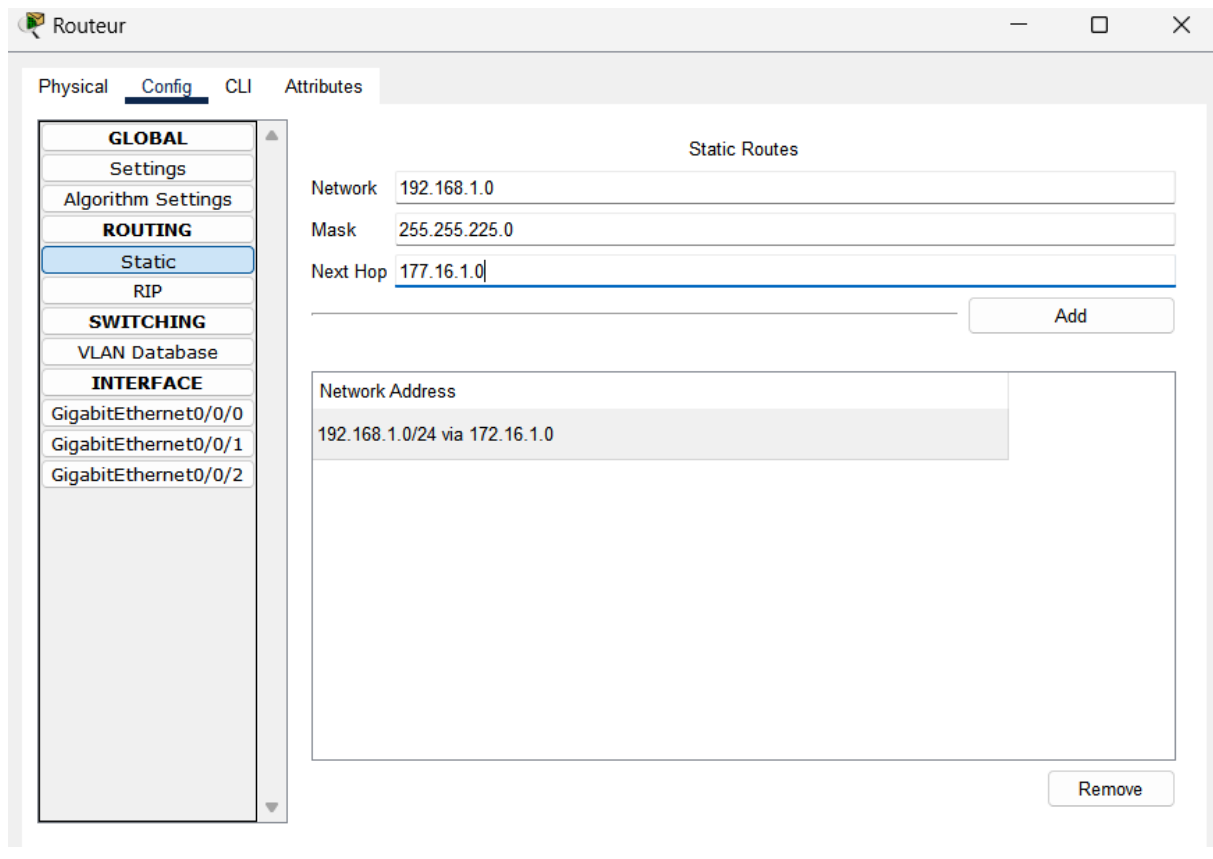 Routeur
Physical Config CLI Attributes
GLOBAL
Settings
Algorithm Settings
ROUTING
Static
RIP
SWITCHING
VLAN Database
INTERFACE
GigabitEthernet0/0/0
GigabitEthernet0/0/1
GigabitEthernet0/0/2
Static Routes
Network 192.168.1.0
Mask 255.255.225.0
Next Hop 177.16.1.0
Add
Network Address
192.168.1.0/24 via 172.16.1.0
Remove